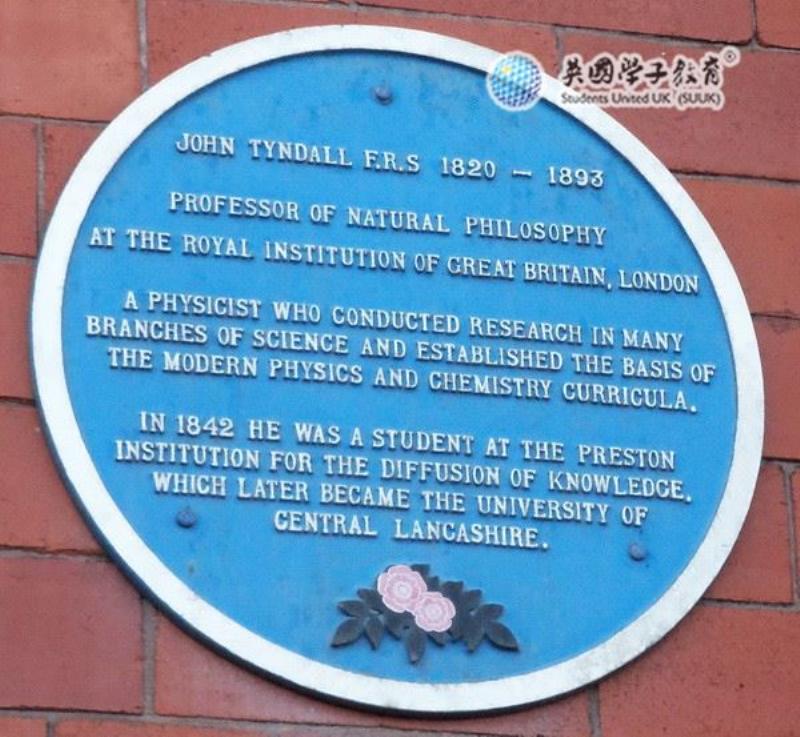 英國學子教育®
Students United UK (SUUK)
JOHN TYNDALL F.R.S 1820 – 1893
PROFESSOR OF NATURAL PHILOSOPHY
AT THE ROYAL INSTITUTION OF GREAT BRITAIN, LONDON
A PHYSICIST WHO CONDUCTED RESEARCH IN MANY
BRANCHES OF SCIENCE AND ESTABLISHED THE BASIS OF
THE MODERN PHYSICS AND CHEMISTRY CURRICULA.
IN 1842 HE WAS A STUDENT AT THE PRESTON
INSTITUTION FOR THE DIFFUSION OF KNOWLEDGE.
WHICH LATER BECAME THE UNIVERSITY OF
CENTRAL LANCASHIRE.